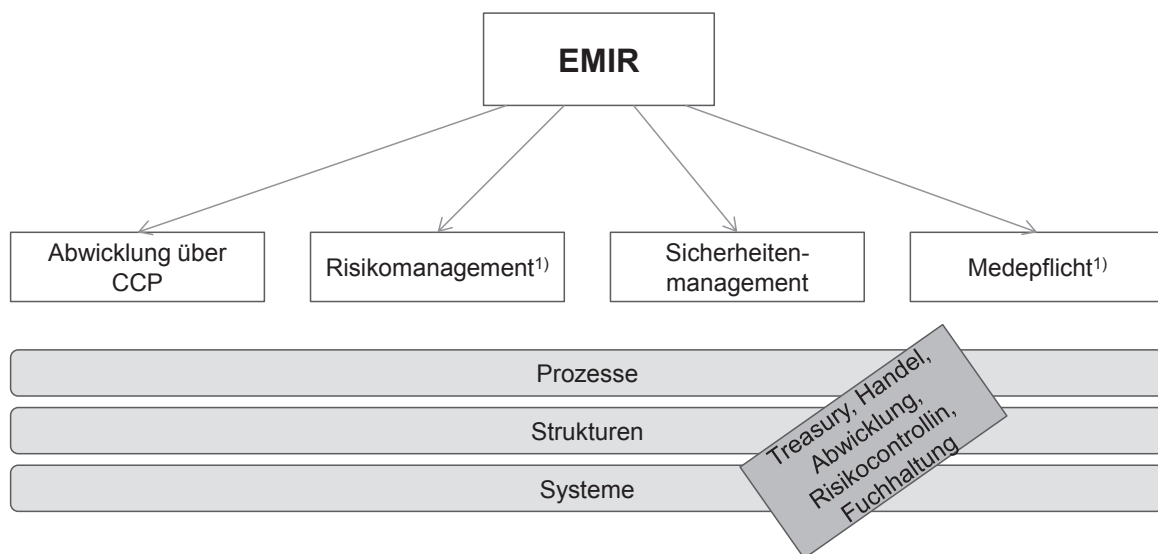 EMIR
Abwicklung über
CCP
Risikomanagement1)
Sicherheiten-
management
Medepflicht1)
Prozesse
Strukturen
Systeme
Treasury, Handel,
Abwicklung,
Risikocontrollin,
Fuchhaltung